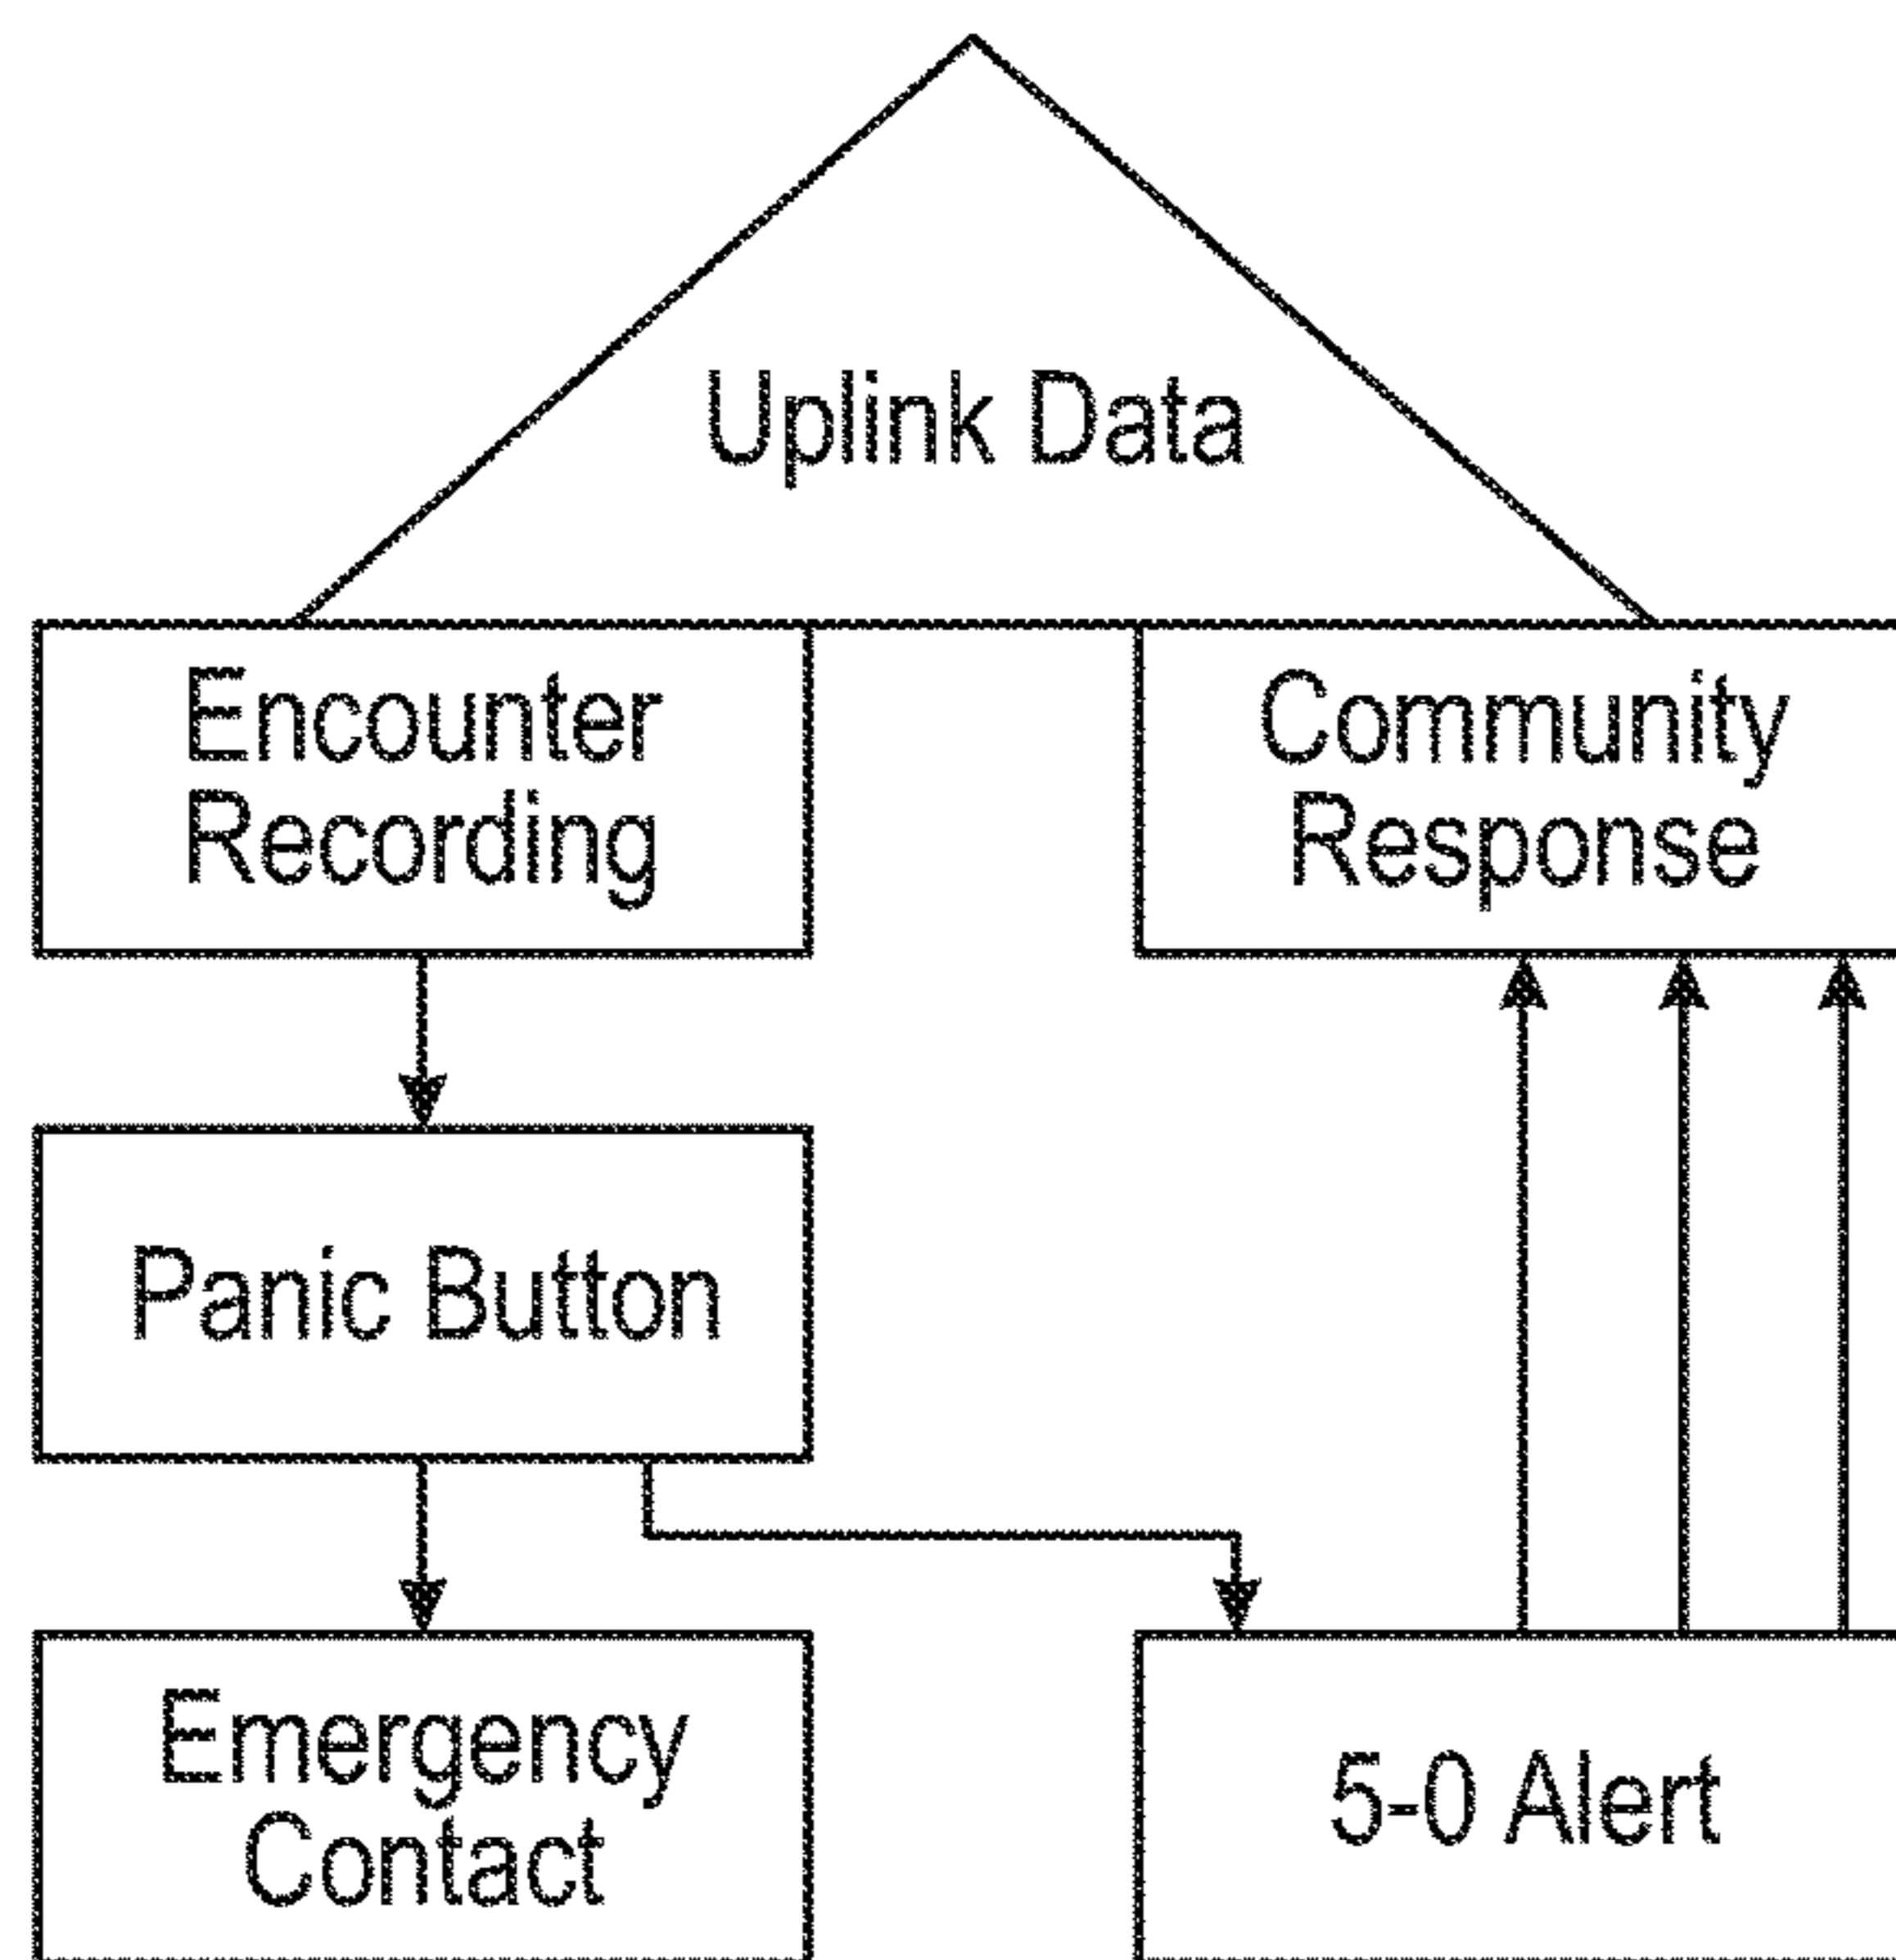 Uplink Data
Encounter
Recording
Community
Response
Panic Button
Emergency
Contact
5-0 Alert